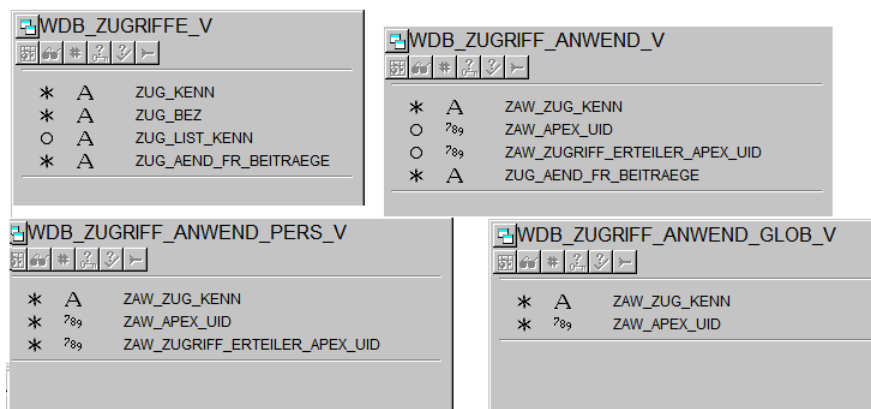 WDB_ZUGRIFFE_V
* A ZUG_KENN
* A ZUG_BEZ
O A ZUG_LIST_KENN
* A ZUG_AEND_FR_BEITRAEGE
WDB_ZUGRIFF_ANWEND_V
* A ZAW_ZUG_KENN
O 789 ZAW_APEX_UID
O 789 ZAW_ZUGRIFF_ERTEILER_APEX_UID
* A ZUG_AEND_FR_BEITRAEGE
WDB_ZUGRIFF_ANWEND_PERS_V
* A ZAW_ZUG_KENN
* 789 ZAW_APEX_UID
* 789 ZAW_ZUGRIFF_ERTEILER_APEX_UID
WDB_ZUGRIFF_ANWEND_GLOB_V
* A ZAW_ZUG_KENN
* 789 ZAW_APEX_UID